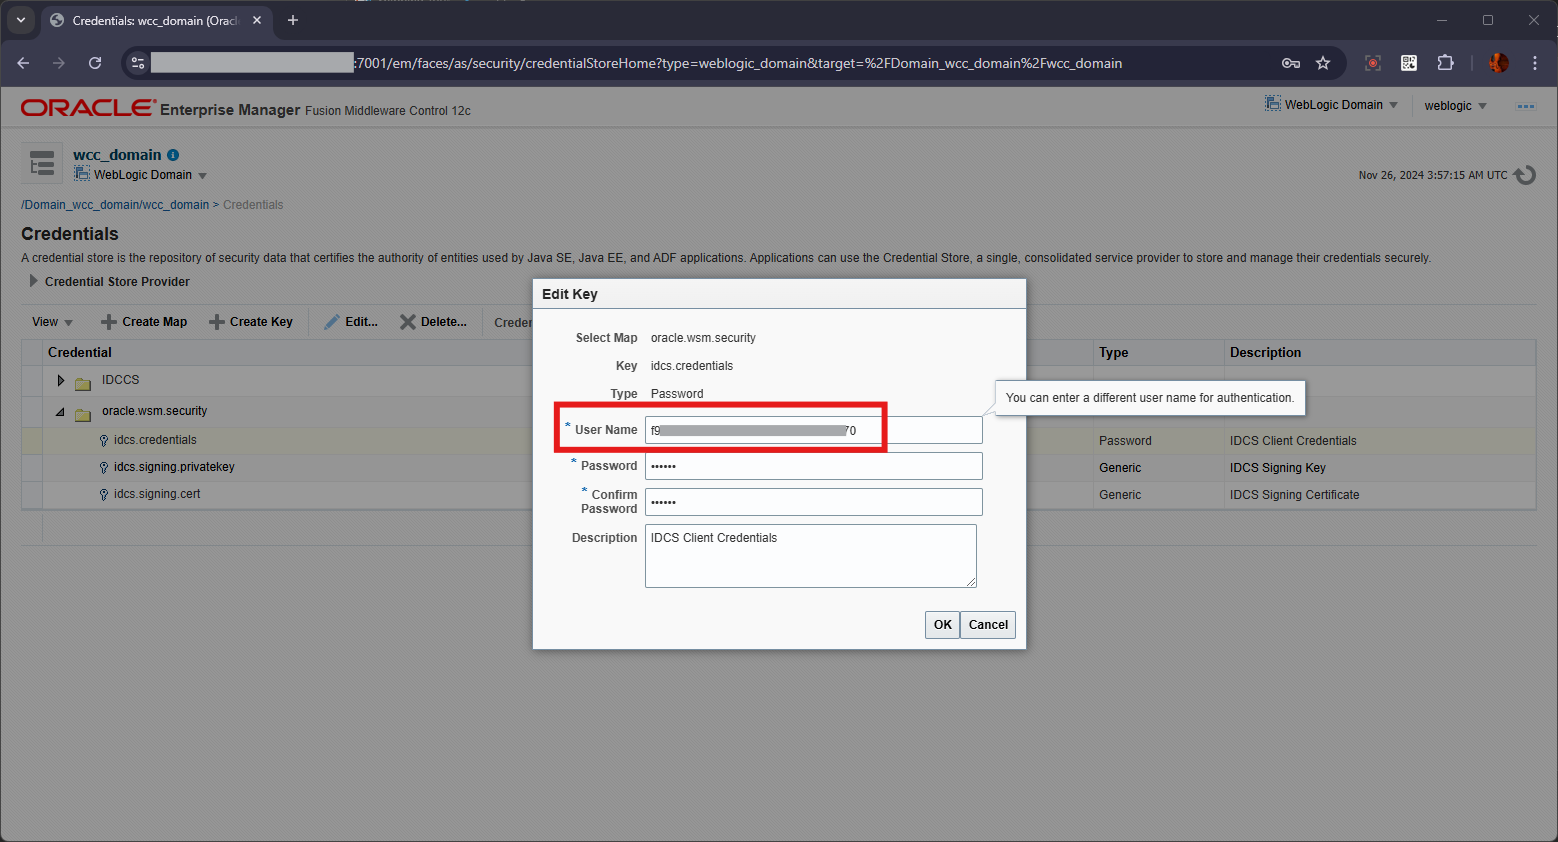 Credentials: wcc_domain (Oracl
:7001/em/faces/as/security/credentialStoreHome?type=weblogic_domain&target=%2FDomain_wcc_domain%2Fwcc_domain
ORACLE Enterprise Manager Fusion Middleware Control 12c
WebLogic Domain
weblogic
wcc_domain
WebLogic Domain
Nov 26, 2024 3:57:15 AM UTC
/Domain_wcc_domain/wcc_domain > Credentials
Credentials
A credential store is the repository of security data that certifies the authority of entities used by Java SE, Java EE, and ADF applications. Applications can use the Credential Store, a single, consolidated service provider to store and manage their credentials securely.
Credential Store Provider
View
Create Map
Create Key
Edit...
Delete...
Creden
Credential
Type
Description
IDCCS
oracle.wsm.security
idcs.credentials
Password
IDCS Client Credentials
idcs.signing.privatekey
Generic
IDCS Signing Key
idcs.signing.cert
Generic
IDCS Signing Certificate
Edit Key
Select Map oracle.wsm.security
Key idcs.credentials
Type Password
You can enter a different user name for authentication.
* User Name f9 70
* Password ••••••
* Confirm Password ••••••
Description IDCS Client Credentials
OK
Cancel